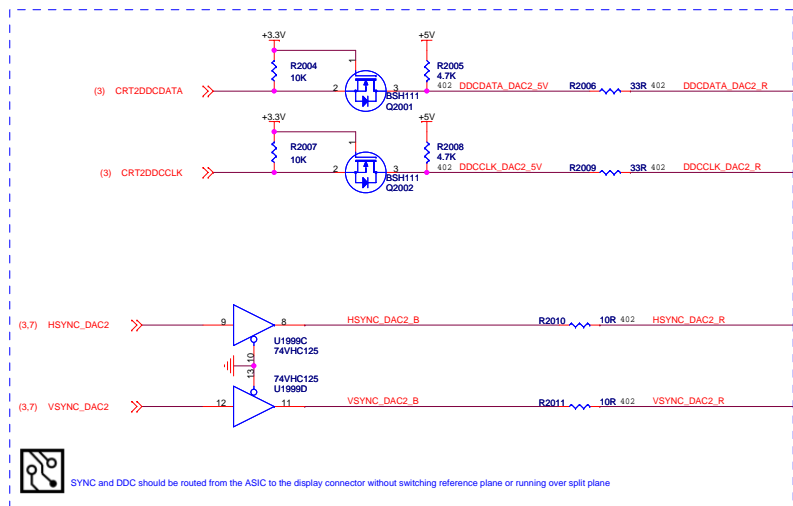 +3.3V +5V
R2004 10K
R2005 4.7K
1
(3) CRT2DDCDATA 2 3 402 DDCDATA_DAC2_5V R2006 33R 402 DDCDATA_DAC2_R
BSH111
Q2001
+3.3V +5V
R2007 10K
R2008 4.7K
1
(3) CRT2DDCCLK 2 3 402 DDCCLK_DAC2_5V R2009 33R 402 DDCCLK_DAC2_R
BSH111
Q2002
(3,7) HSYNC_DAC2 9 8 HSYNC_DAC2_B R2010 10R 402 HSYNC_DAC2_R
U1999C
74VHC125
10
13
74VHC125
U1999D
(3,7) VSYNC_DAC2 12 11 VSYNC_DAC2_B R2011 10R 402 VSYNC_DAC2_R
SYNC and DDC should be routed from the ASIC to the display connector without switching reference plane or running over split plane